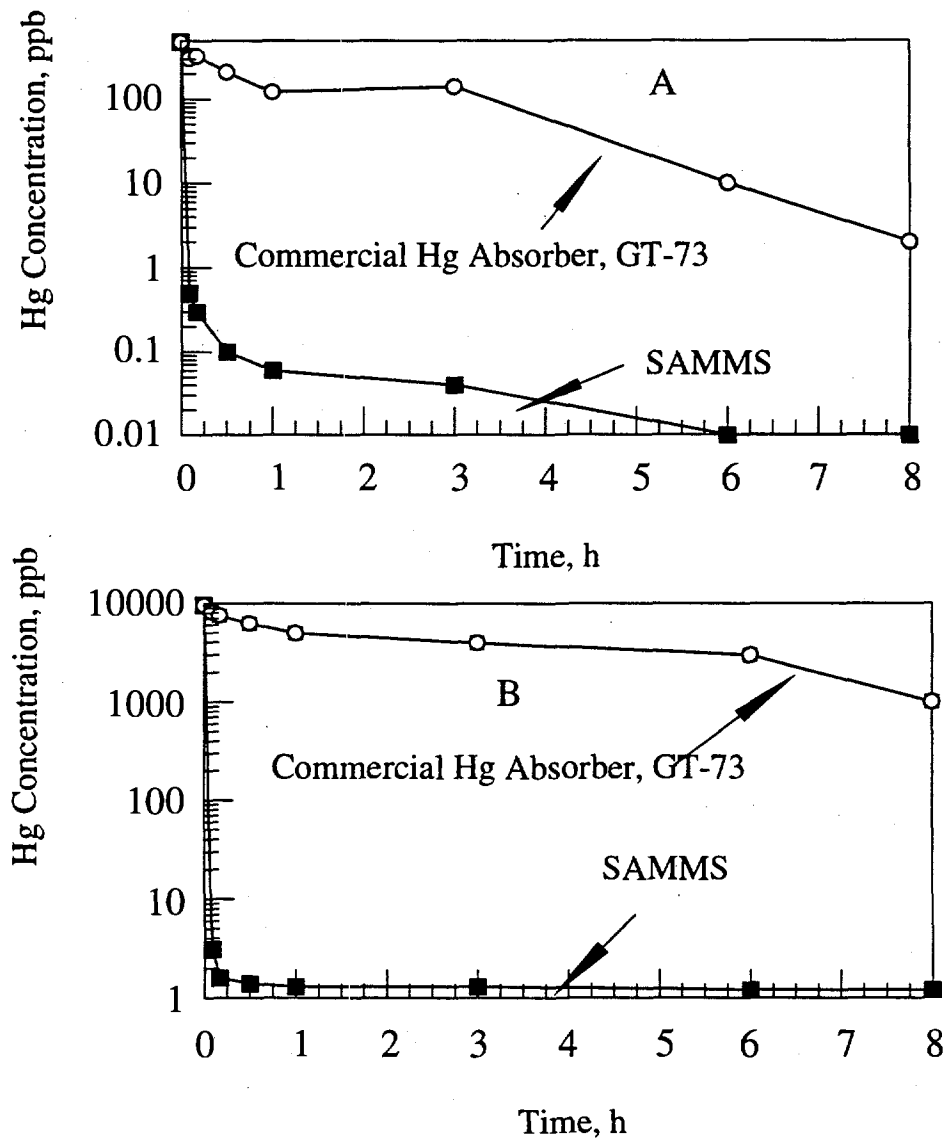 Hg Concentration, ppb
100
10
1
0.1
0.01
A
Commercial Hg Absorber, GT-73
SAMMS
0 1 2 3 4 5 6 7 8
Time, h
Hg Concentration, ppb
10000
1000
100
10
1
B
Commercial Hg Absorber, GT-73
SAMMS
0 1 2 3 4 5 6 7 8
Time, h